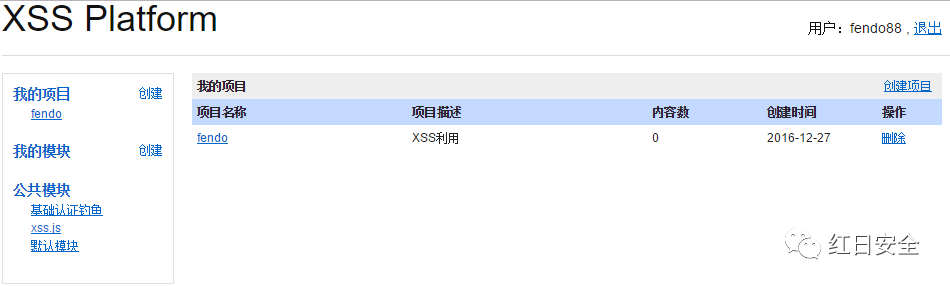 XSS Platform
用户：fendo88 , 退出
我的项目 创建
fendo
我的模块 创建
公共模块
基础认证钓鱼
xss.js
默认模块
我的项目 创建项目
项目名称 项目描述 内容数 创建时间 操作
fendo XSS利用 0 2016-12-27 删除
红日安全